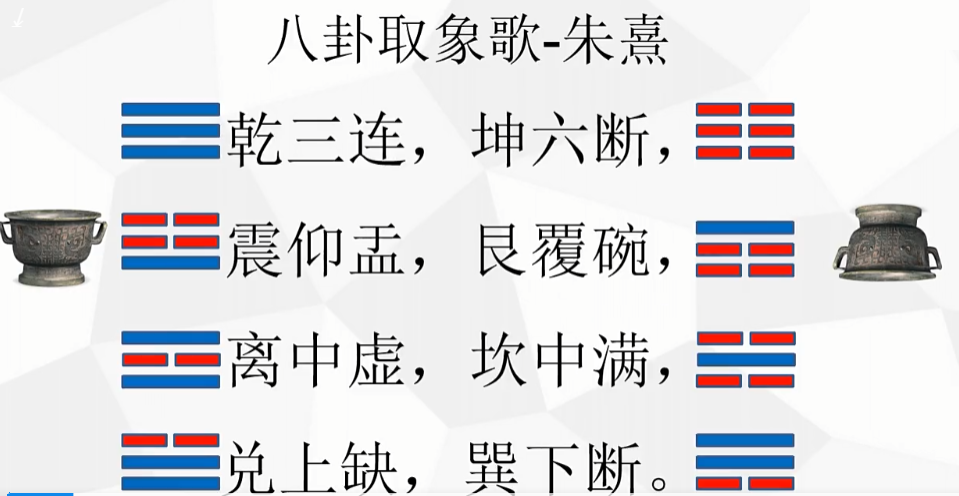 八卦取象歌-朱熹
乾三连，坤六断，
震仰盂，艮覆碗，
离中虚，坎中满，
兑上缺，巽下断。